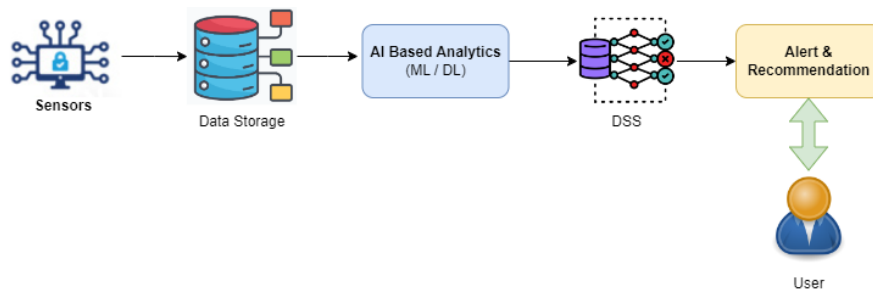 Sensors
Data Storage
AI Based Analytics
(ML / DL)
DSS
Alert &
Recommendation
User